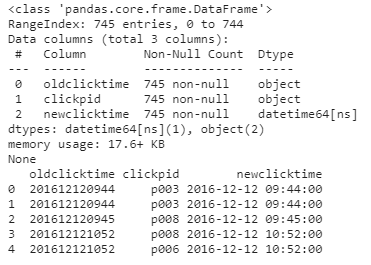 <class 'pandas.core.frame.DataFrame'>
RangeIndex: 745 entries, 0 to 744
Data columns (total 3 columns):
 #   Column        Non-Null Count  Dtype
---  ------        --------------  -----
 0   oldclicktime  745 non-null    object
 1   clickpid      745 non-null    object
 2   newclicktime  745 non-null    datetime64[ns]
dtypes: datetime64[ns](1), object(2)
memory usage: 17.6+ KB
None
   oldclicktime clickpid        newclicktime
0  201612120944     p003 2016-12-12 09:44:00
1  201612120944     p003 2016-12-12 09:44:00
2  201612120945     p008 2016-12-12 09:45:00
3  201612121052     p008 2016-12-12 10:52:00
4  201612121052     p006 2016-12-12 10:52:00